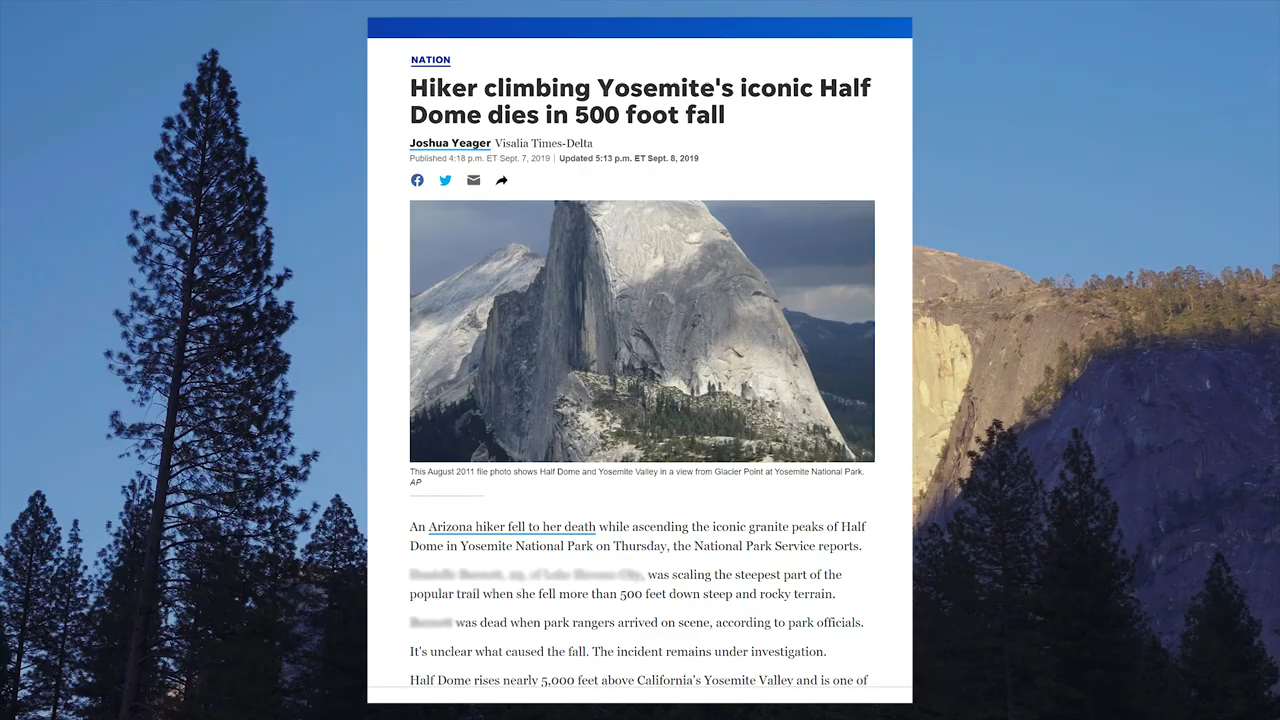 NATION
Hiker climbing Yosemite's iconic Half
Dome dies in 500 foot fall
Joshua Yeager Visalia Times-Delta
Published 4:18 p.m. ET Sept. 7, 2019 | Updated 5:13 p.m. ET Sept. 8, 2019
This August 2011 file photo shows Half Dome and Yosemite Valley in a view from Glacier Point at Yosemite National Park.
AP
An Arizona hiker fell to her death while ascending the iconic granite peaks of Half
Dome in Yosemite National Park on Thursday, the National Park Service reports.
was scaling the steepest part of the
popular trail when she fell more than 500 feet down steep and rocky terrain.
was dead when park rangers arrived on scene, according to park officials.
It's unclear what caused the fall. The incident remains under investigation.
Half Dome rises nearly 5,000 feet above California's Yosemite Valley and is one of